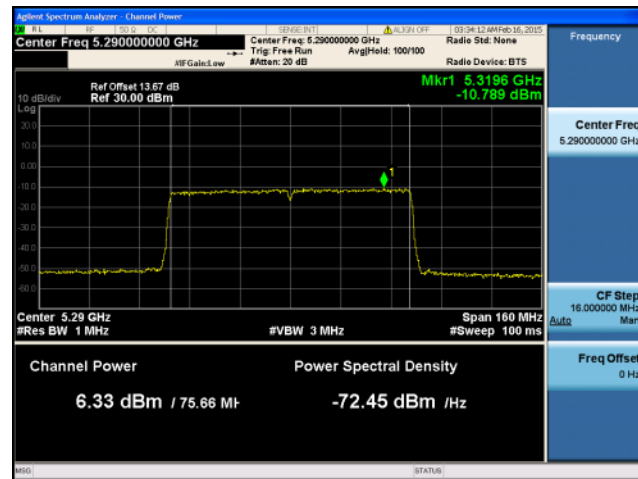 Agilent Spectrum Analyzer - Channel Power
RL RF 50 Ω DC SENSE:INT ALIGN OFF 03:34:12 AM Feb 16, 2015
Center Freq 5.290000000 GHz
Center Freq: 5.290000000 GHz
Radio Std: None
Trig: Free Run Avg|Hold: 100/100
#IFGain:Low #Atten: 20 dB Radio Device: BTS
Ref Offset 13.67 dB
Mkr1 5.3196 GHz
10 dB/div Ref 30.00 dBm -10.789 dBm
Log
20.0
10.0
0.00
-10.0
-20.0
-30.0
-40.0
-50.0
-60.0
1
Center 5.29 GHz Span 160 MHz
#Res BW 1 MHz #VBW 3 MHz #Sweep 100 ms
Channel Power Power Spectral Density
6.33 dBm / 75.66 MH -72.45 dBm /Hz
MSG STATUS
Frequency
Center Freq
5.290000000 GHz
CF Step
16.000000 MHz
Auto Man
Freq Offset
0 Hz